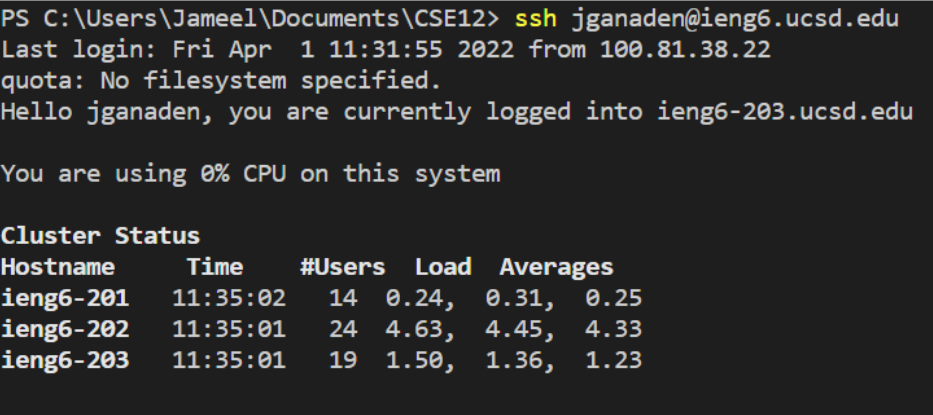 PS C:\Users\Jameel\Documents\CSE12> ssh jganaden@ieng6.ucsd.edu
Last login: Fri Apr  1 11:31:55 2022 from 100.81.38.22
quota: No filesystem specified.
Hello jganaden, you are currently logged into ieng6-203.ucsd.edu
You are using 0% CPU on this system
Cluster Status
Hostname     Time    #Users  Load  Averages
ieng6-201   11:35:02   14  0.24,  0.31,  0.25
ieng6-202   11:35:01   24  4.63,  4.45,  4.33
ieng6-203   11:35:01   19  1.50,  1.36,  1.23